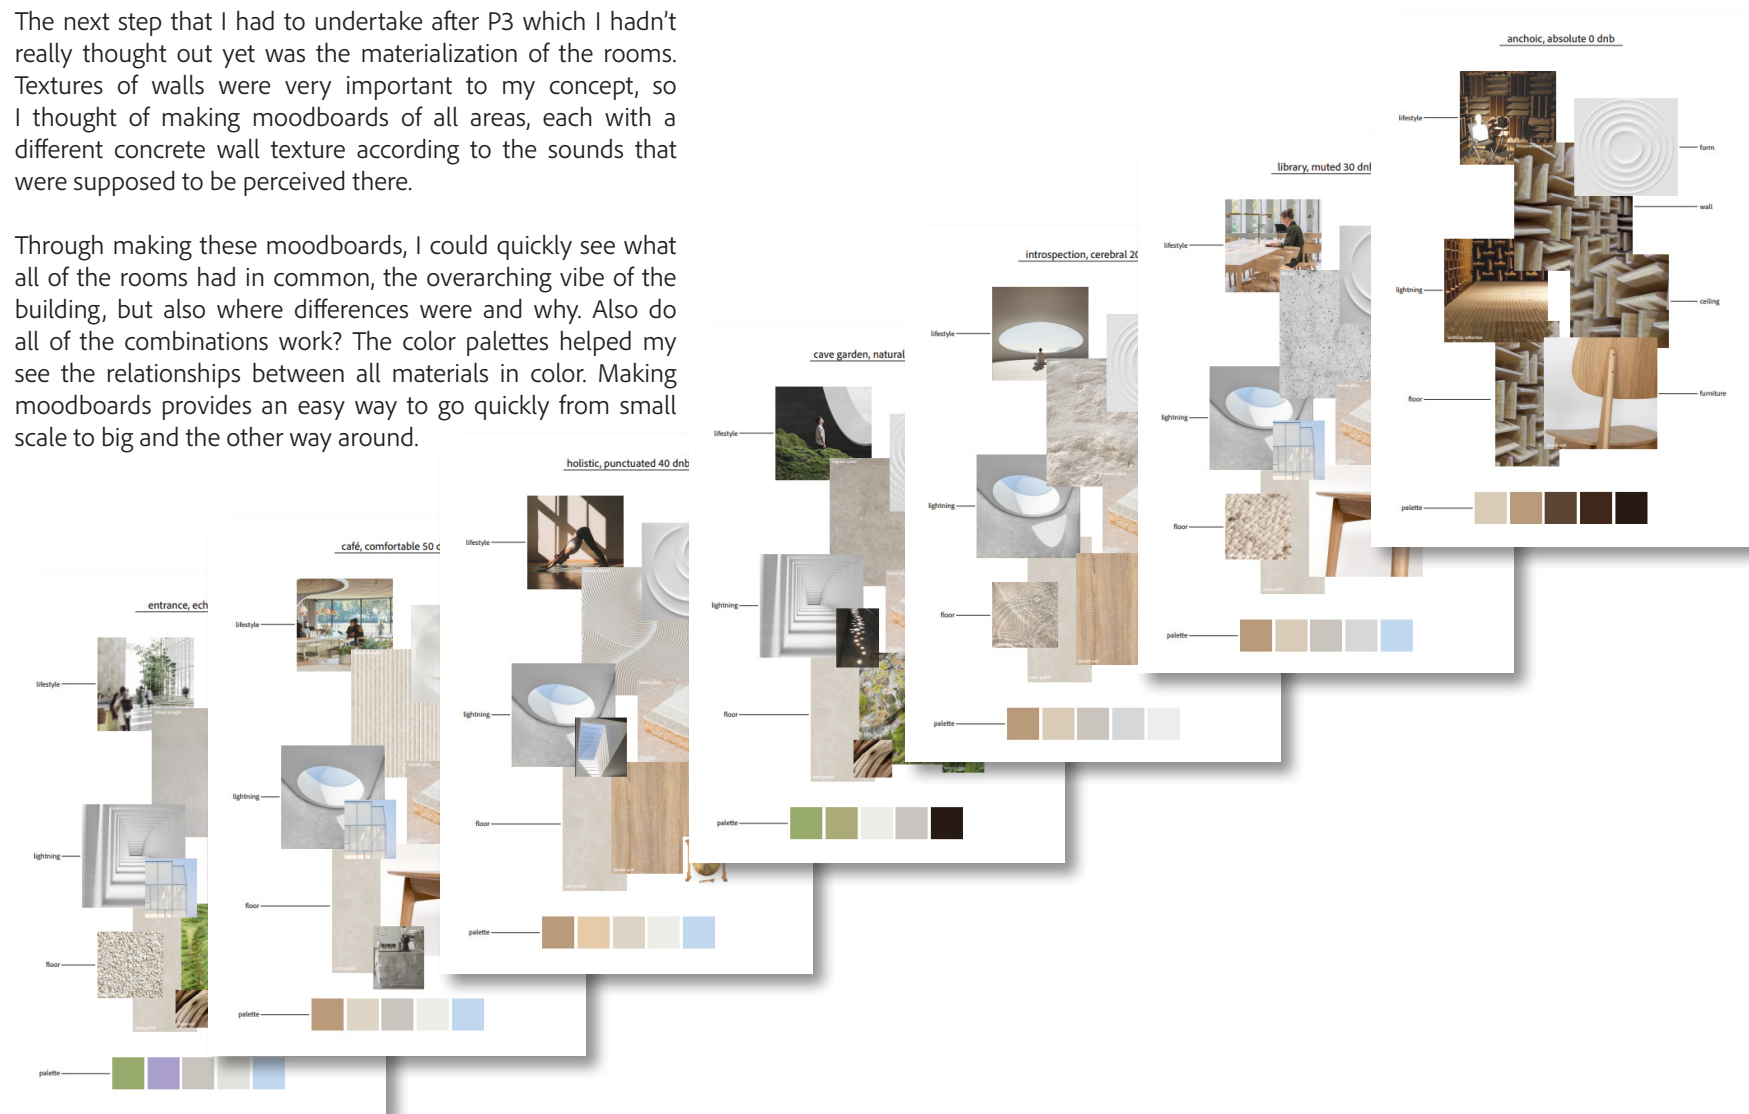 The next step that I had to undertake after P3 which I hadn't
really thought out yet was the materialization of the rooms.
Textures of walls were very important to my concept, so
I thought of making moodboards of all areas, each with a
different concrete wall texture according to the sounds that
were supposed to be perceived there.
Through making these moodboards, I could quickly see what
all of the rooms had in common, the overarching vibe of the
building, but also where differences were and why. Also do
all of the combinations work? The color palettes helped my
see the relationships between all materials in color. Making
moodboards provides an easy way to go quickly from small
scale to big and the other way around.
entrance, ech
lifestyle
lightning
floor
palette
café, comfortable 50 d
lifestyle
lightning
floor
palette
holistic, punctuated 40 dnb
lifestyle
lightning
floor
palette
cave garden, natural
lifestyle
lightning
floor
palette
introspection, cerebral 20
lifestyle
lightning
floor
palette
library, muted 30 dnb
lifestyle
lightning
floor
palette
anchoic, absolute 0 dnb
lifestyle
form
wall
lightning
ceiling
floor
furniture
palette